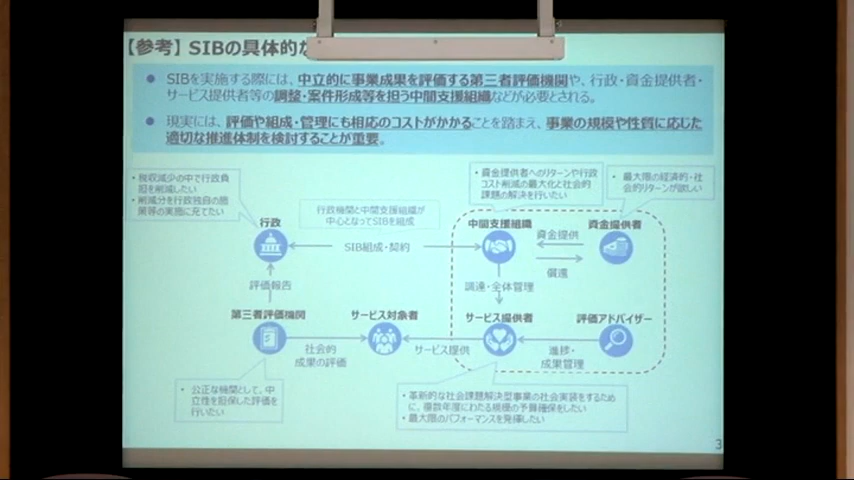 【参考】SIBの具体的な
● SIBを実施する際には、中立的に事業成果を評価する第三者評価機関や、行政・資金提供者・
サービス提供者等の調整・案件形成等を担う中間支援組織などが必要とされる。
● 現実には、評価や組成・管理にも相応のコストがかかることを踏まえ、事業の規模や性質に応じた
適切な推進体制を検討することが重要。
• 税収減少の中で行政負
担を削減したい
• 削減分を行政独自の施
策等の実施に充てたい
行政機関と中間支援組織が
中心となってSIBを組成
• 資金提供者へのリターンや行政
コスト削減の最大化と社会的
課題の解決を行いたい
• 最大限の経済的・社
会的リターンが欲しい
行政
中間支援組織
資金提供者
SIB組成・契約
資金提供
償還
評価報告
調達・全体管理
第三者評価機関
サービス対象者
サービス提供者
評価アドバイザー
社会的
成果の評価
サービス提供
進捗・
成果管理
• 公正な機関として、中
立性を担保した評価を
行いたい
• 革新的な社会課題解決型事業の社会実装をするため
に、複数年度にわたる規模の予算確保をしたい
• 最大限のパフォーマンスを発揮したい
3